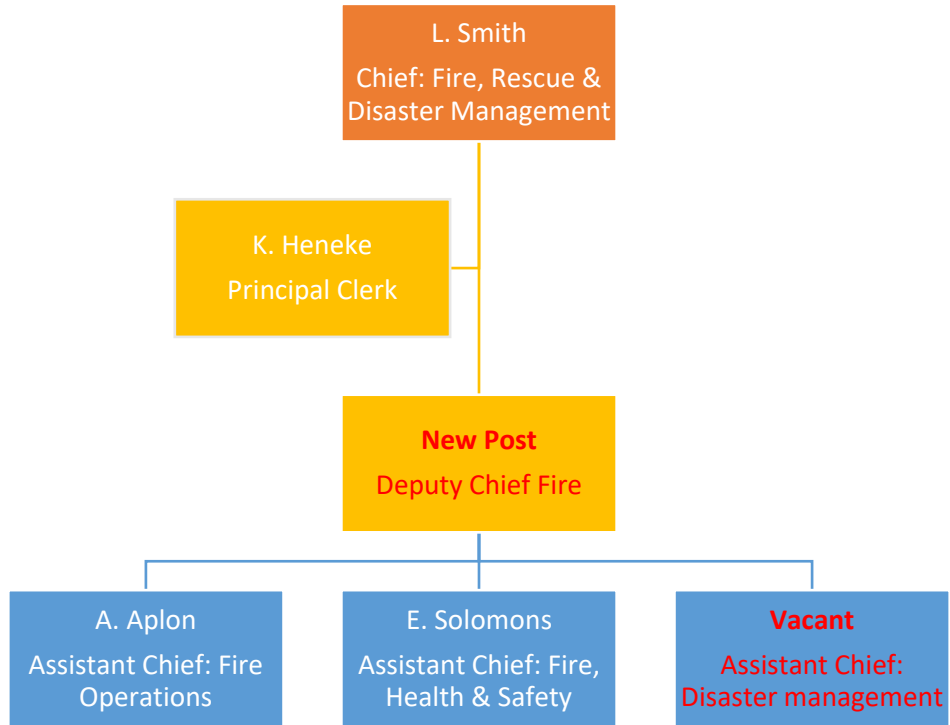 L. Smith
Chief: Fire, Rescue &
Disaster Management
K. Heneke
Principal Clerk
New Post
Deputy Chief Fire
A. Aplon
Assistant Chief: Fire
Operations
E. Solomons
Assistant Chief: Fire,
Health & Safety
Vacant
Assistant Chief:
Disaster management